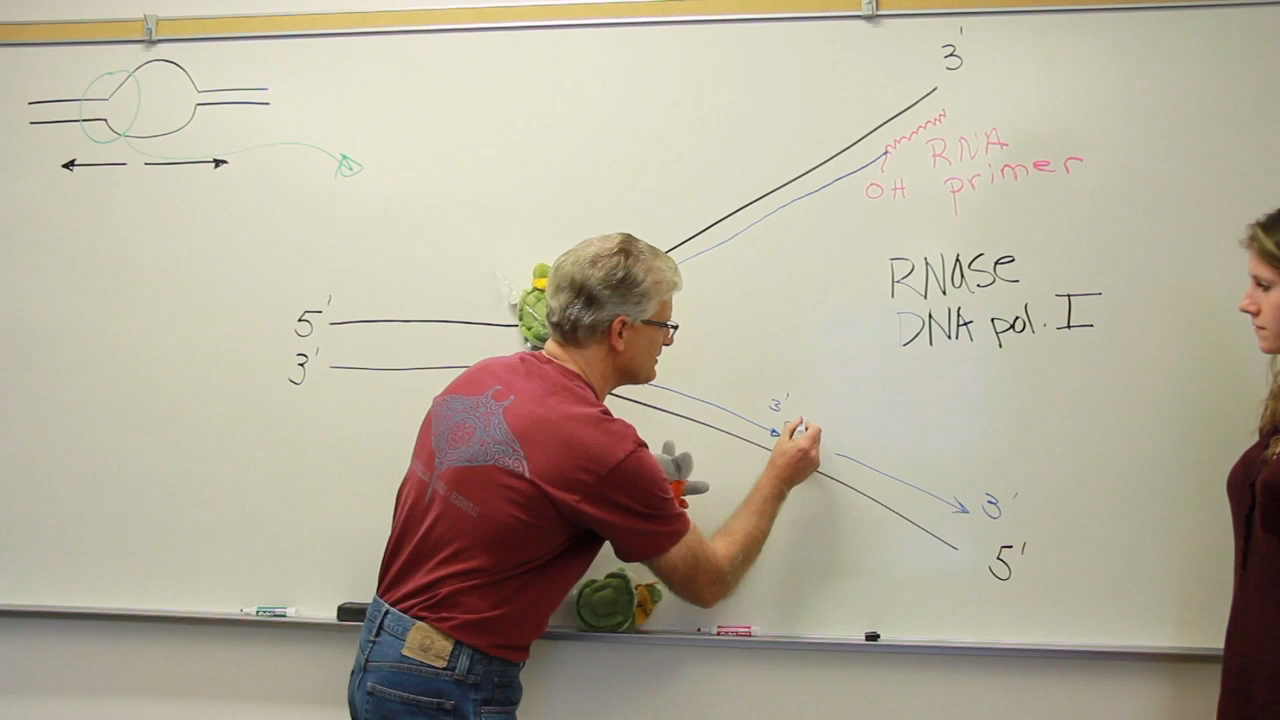 3'
RNA
OH primer
RNase
DNA pol. I
5'
3'
3'
3'
5'